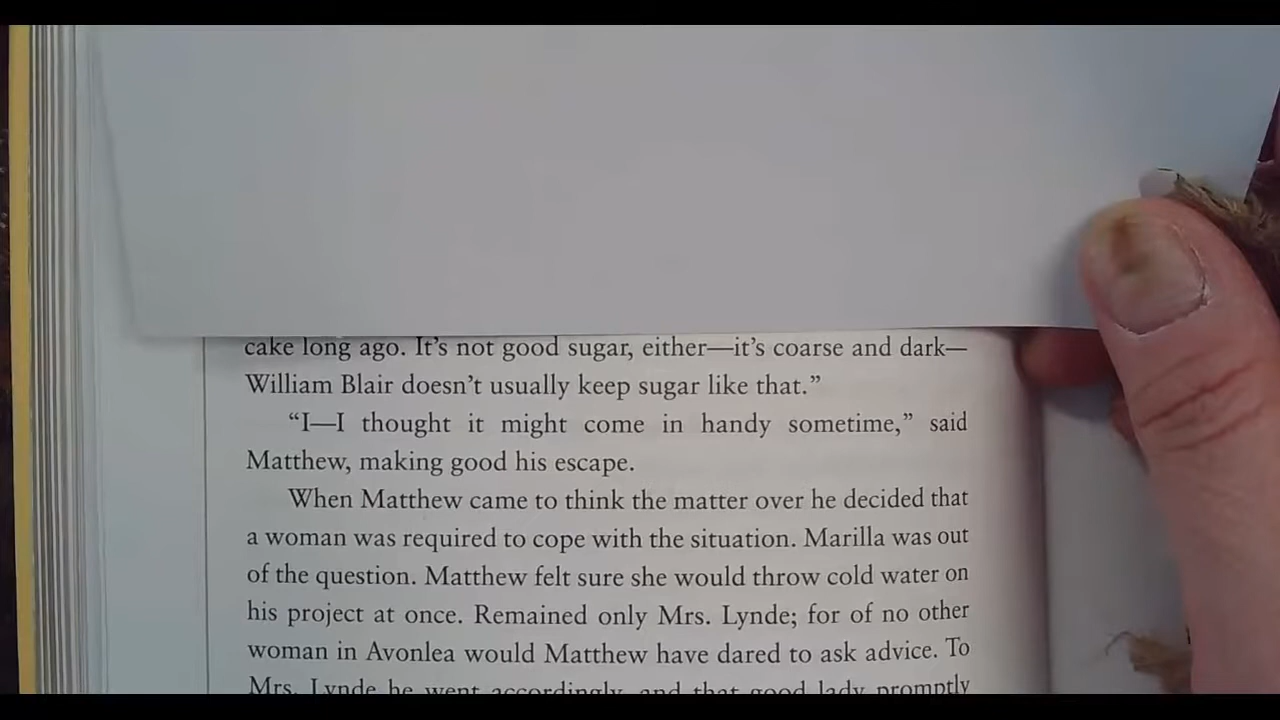 cake long ago. It’s not good sugar, either—it’s coarse and dark—
William Blair doesn’t usually keep sugar like that.”
“I—I thought it might come in handy sometime,” said
Matthew, making good his escape.
When Matthew came to think the matter over he decided that
a woman was required to cope with the situation. Marilla was out
of the question. Matthew felt sure she would throw cold water on
his project at once. Remained only Mrs. Lynde; for of no other
woman in Avonlea would Matthew have dared to ask advice. To
Mrs. Lynde he went accordingly, and that good lady promptly